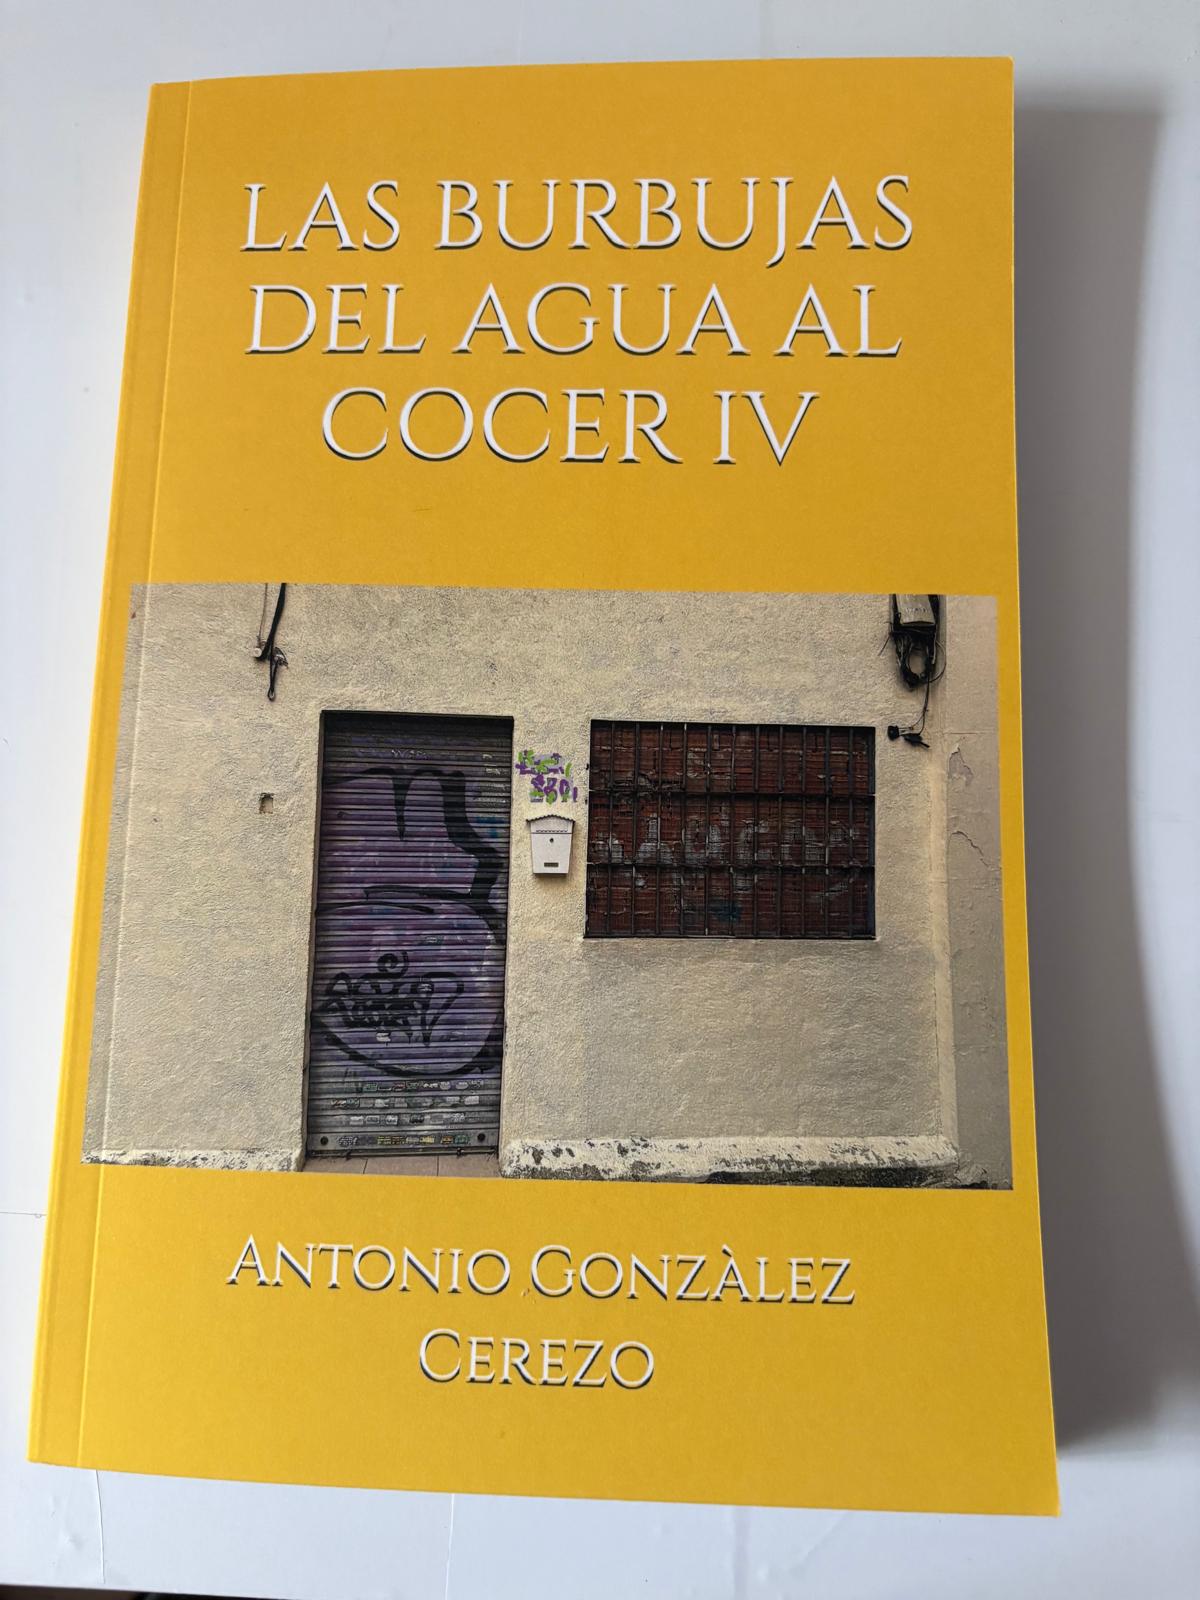 LAS BURBUJAS
DEL AGUA AL
COCER IV
ANTONIO GONZÀLEZ
CEREZO